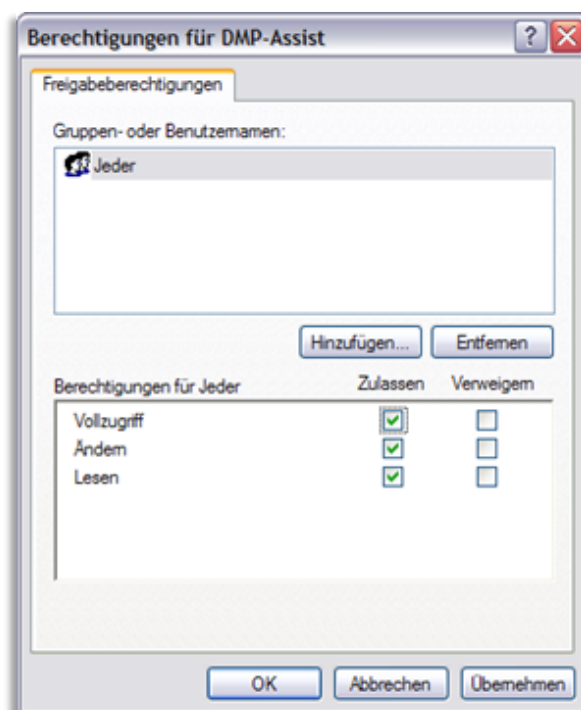 Berechtigungen für DMP-Assist
Freigabeberechtigungen
Gruppen- oder Benutzernamen:
Jeder
Hinzufügen... Entfernen
Berechtigungen für Jeder Zulassen Verweigern
Vollzugriff
Ändern
Lesen
OK Abbrechen Übernehmen